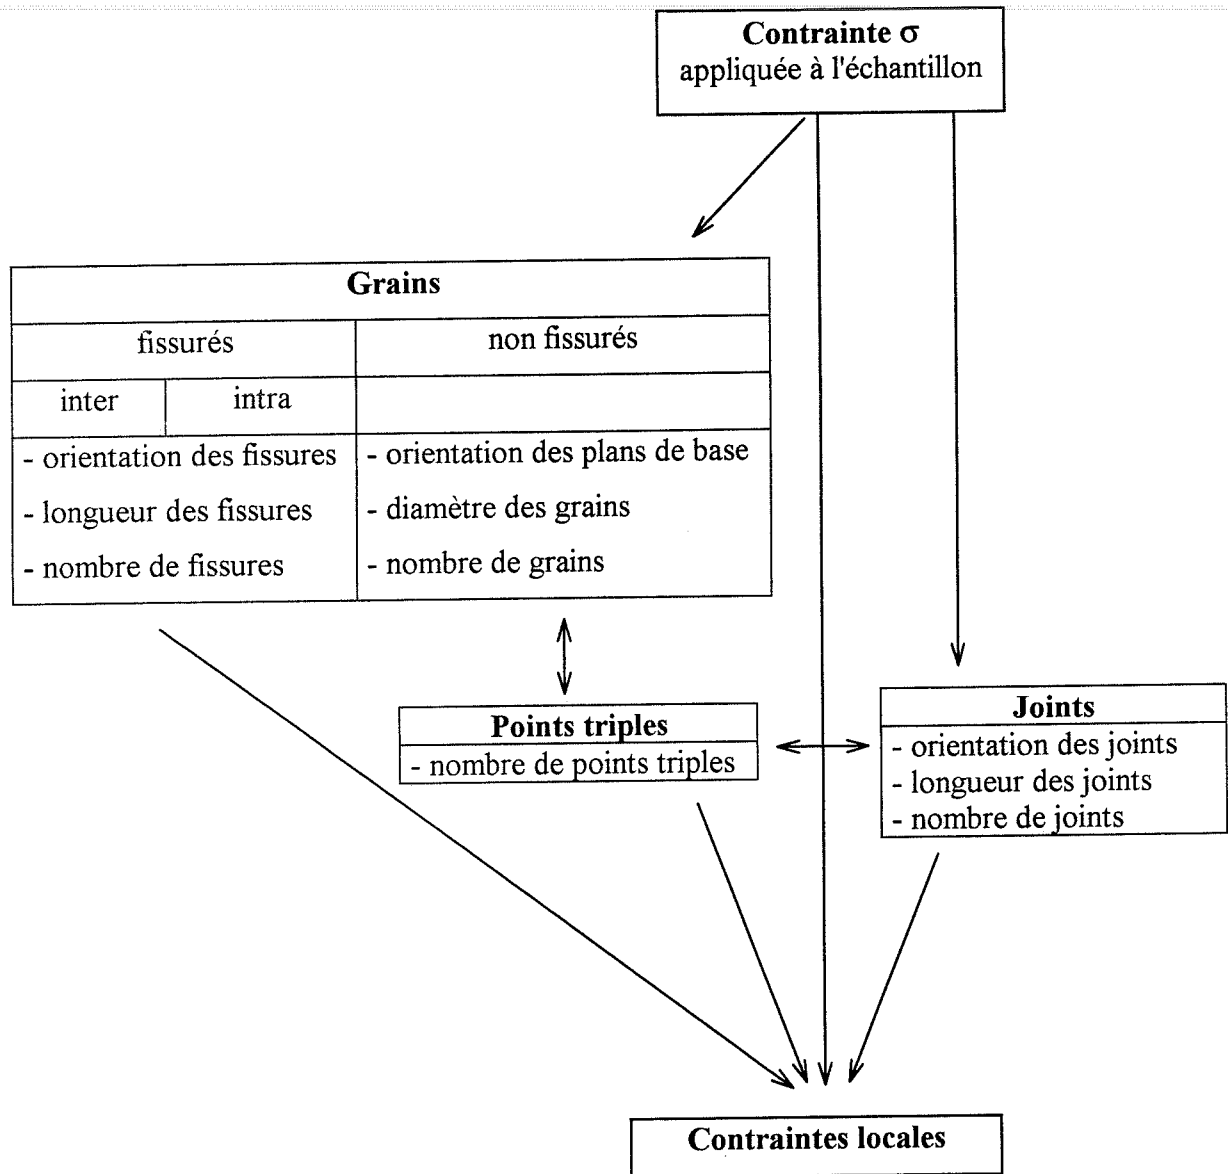 Contrainte σ
appliquée à l'échantillon
Grains
fissurés
non fissurés
inter
intra
- orientation des fissures
- longueur des fissures
- nombre de fissures
- orientation des plans de base
- diamètre des grains
- nombre de grains
Points triples
- nombre de points triples
Joints
- orientation des joints
- longueur des joints
- nombre de joints
Contraintes locales